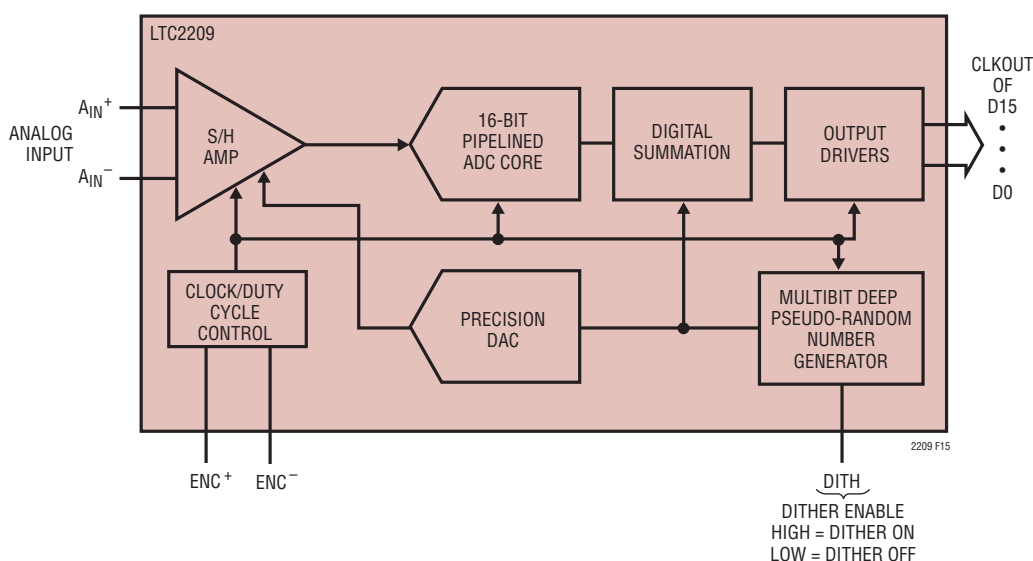 LTC2209
AIN+
ANALOG
INPUT
AIN−
S/H
AMP
16-BIT
PIPELINED
ADC CORE
DIGITAL
SUMMATION
OUTPUT
DRIVERS
CLKOUT
OF
D15
•
•
•
D0
CLOCK/DUTY
CYCLE
CONTROL
PRECISION
DAC
MULTIBIT DEEP
PSEUDO-RANDOM
NUMBER
GENERATOR
2209 F15
ENC+
ENC−
DITH
DITHER ENABLE
HIGH = DITHER ON
LOW = DITHER OFF